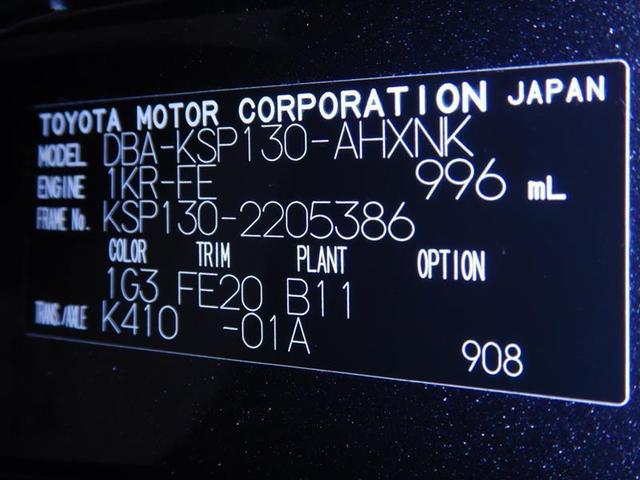 TOYOTA MOTOR CORPORATION JAPAN
MODEL DBA-KSP130-AHXNK
ENGINE 1KR-FE 996 mL
FRAME No. KSP130-2205386
COLOR TRIM PLANT OPTION
1G3 FE20 B11
TRANS./AXLE K410 -01A
908